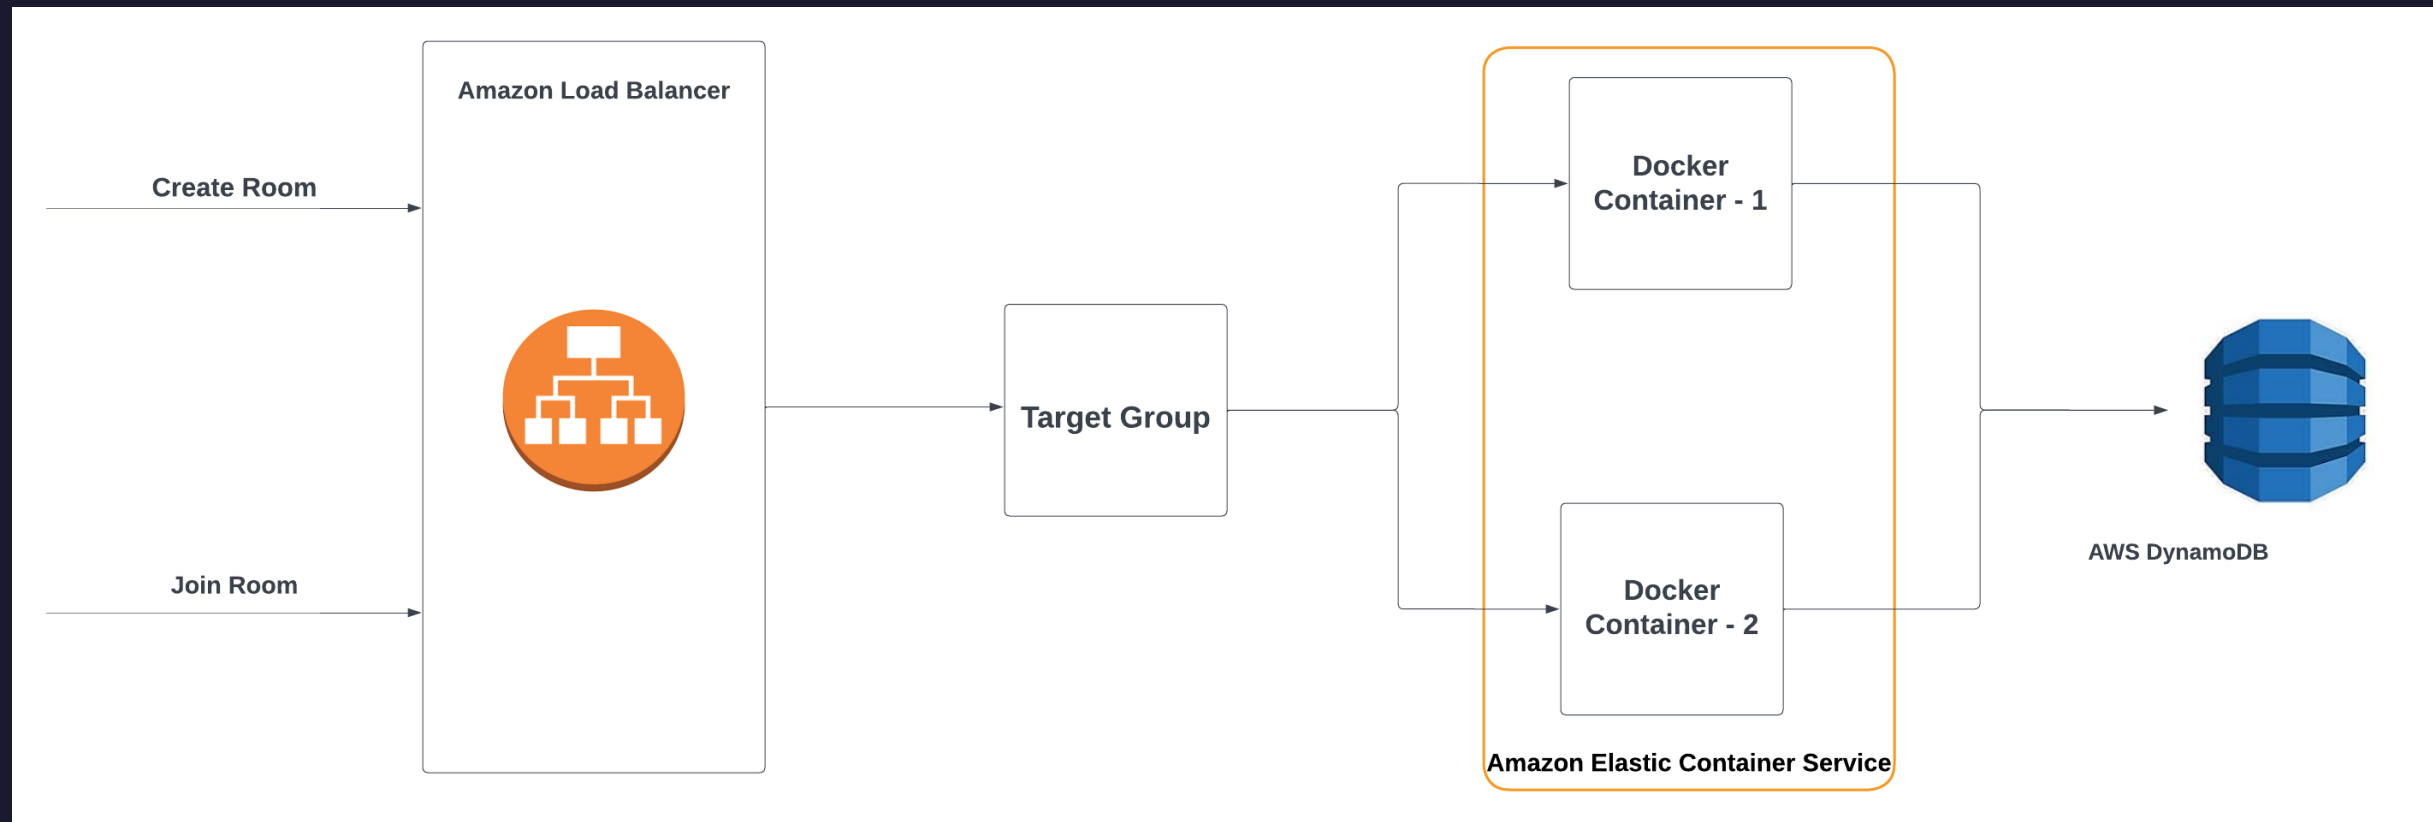 Amazon Load Balancer
Create Room
Join Room
Target Group
Docker
Container - 1
Docker
Container - 2
Amazon Elastic Container Service
AWS DynamoDB